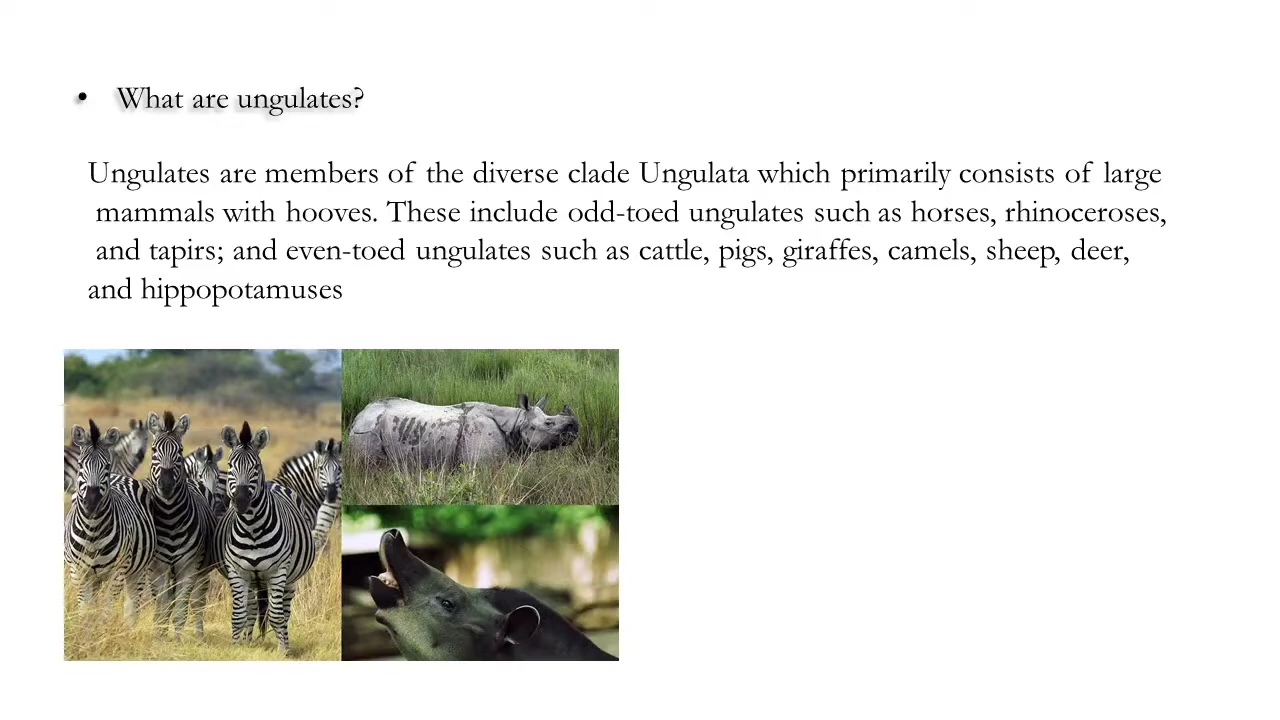 • What are ungulates?
Ungulates are members of the diverse clade Ungulata which primarily consists of large
mammals with hooves. These include odd-toed ungulates such as horses, rhinoceroses,
and tapirs; and even-toed ungulates such as cattle, pigs, giraffes, camels, sheep, deer,
and hippopotamuses